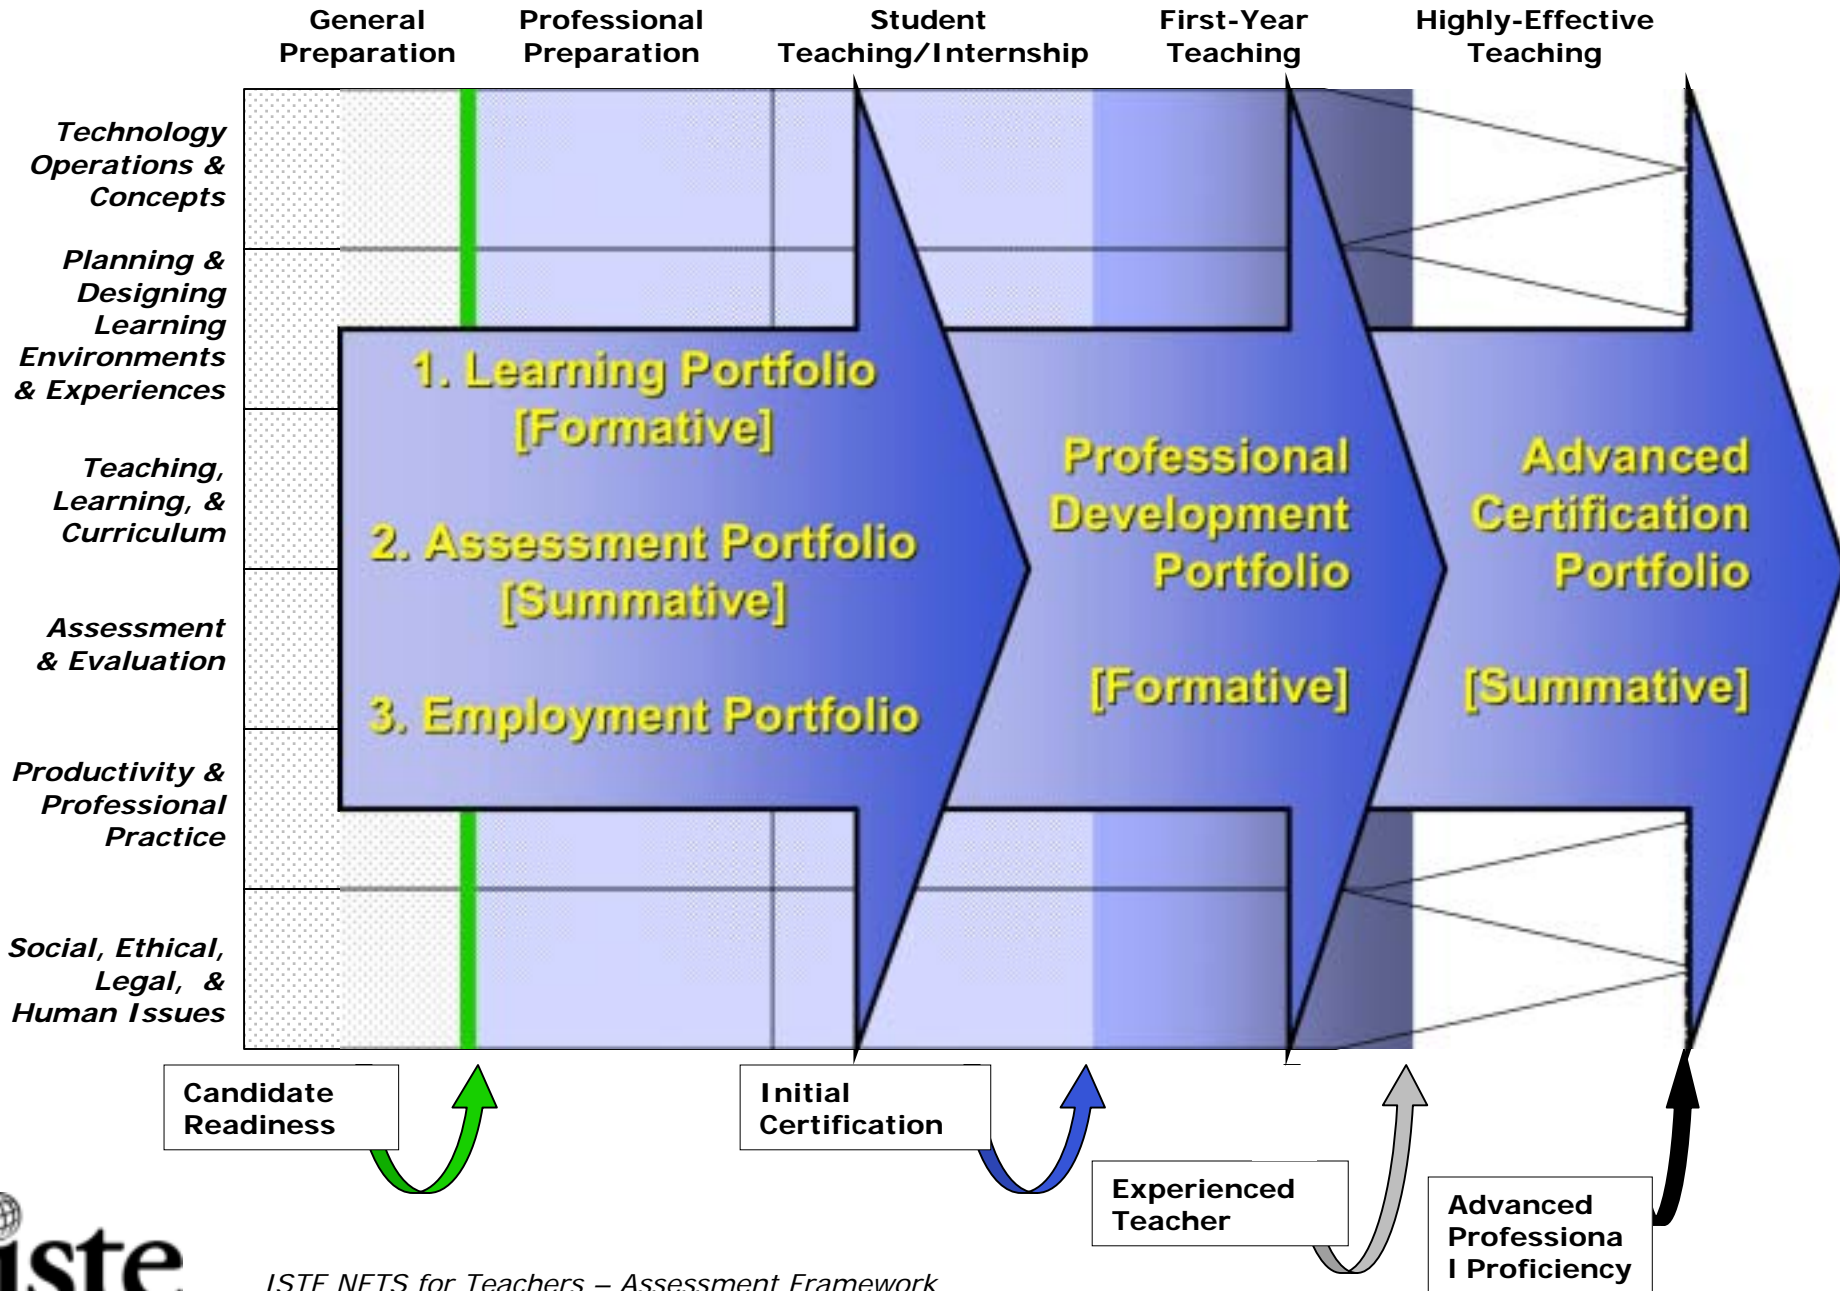 General
Preparation
Professional
Preparation
Student
Teaching/Internship
First-Year
Teaching
Highly-Effective
Teaching
Technology
Operations &
Concepts
Planning &
Designing
Learning
Environments
& Experiences
Teaching,
Learning, &
Curriculum
Assessment
& Evaluation
Productivity &
Professional
Practice
Social, Ethical,
Legal, &
Human Issues
1. Learning Portfolio
[Formative]
2. Assessment Portfolio
[Summative]
3. Employment Portfolio
Professional
Development
Portfolio
[Formative]
Advanced
Certification
Portfolio
[Summative]
Candidate
Readiness
Initial
Certification
Experienced
Teacher
Advanced
Professiona
l Proficiency
iste
ISTE NETS for Teachers – Assessment Framework